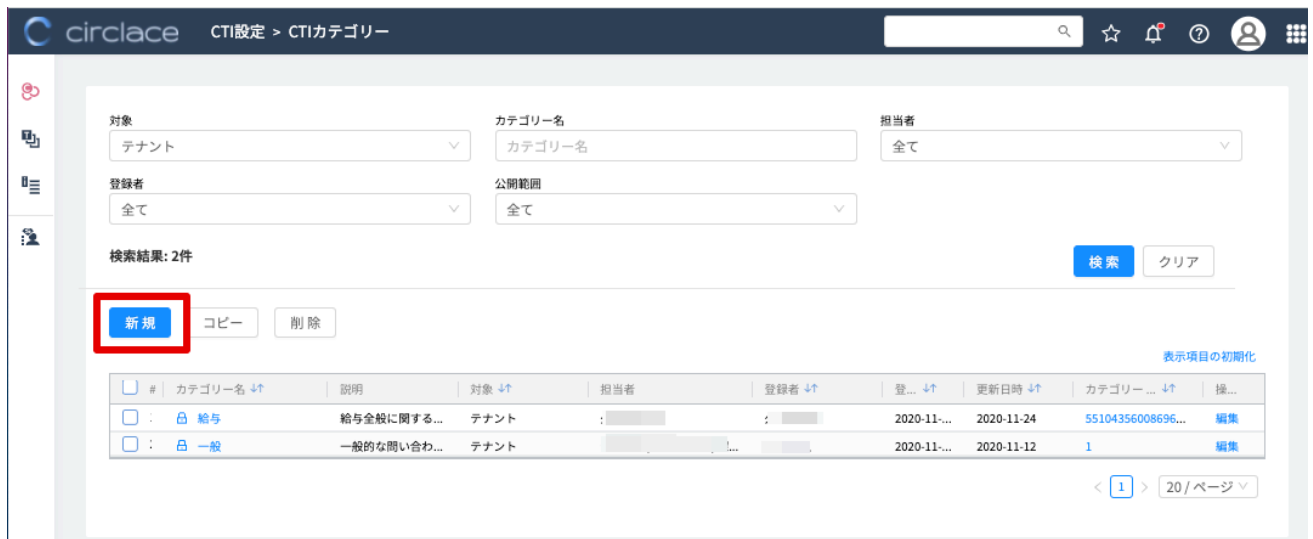 circlace CTI設定 > CTIカテゴリー
対象 カテゴリー名 担当者
テナント カテゴリー名 全て
登録者 公開範囲
全て 全て
検索結果: 2件 検索 クリア
新規 コピー 削除
表示項目の初期化
# カテゴリー名 説明 対象 担当者 登録者 登... 更新日時 カテゴリー ... 操...
給与 給与全般に関する... テナント 2020-11-... 2020-11-24 55104356008696... 編集
一般 一般的な問い合わ... テナント 2020-11-... 2020-11-12 1 編集
< 1 > 20 / ページ